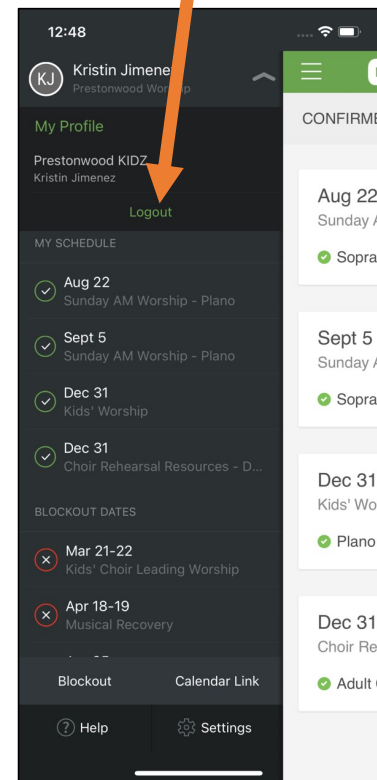 12:48
KJ
Kristin Jimene
Prestonwood Wor ip
My Profile
Prestonwood KIDZ
Kristin Jimenez
Logout
MY SCHEDULE
Aug 22
Sunday AM Worship - Plano
Sept 5
Sunday AM Worship - Plano
Dec 31
Kids' Worship
Dec 31
Choir Rehearsal Resources - D...
BLOCKOUT DATES
Mar 21-22
Kids' Choir Leading Worship
Apr 18-19
Musical Recovery
Blockout
Calendar Link
? Help
Settings
CONFIRME
Aug 22
Sunday A
Sopra
Sept 5
Sunday A
Sopra
Dec 31
Kids' Wo
Plano
Dec 31
Choir Re
Adult